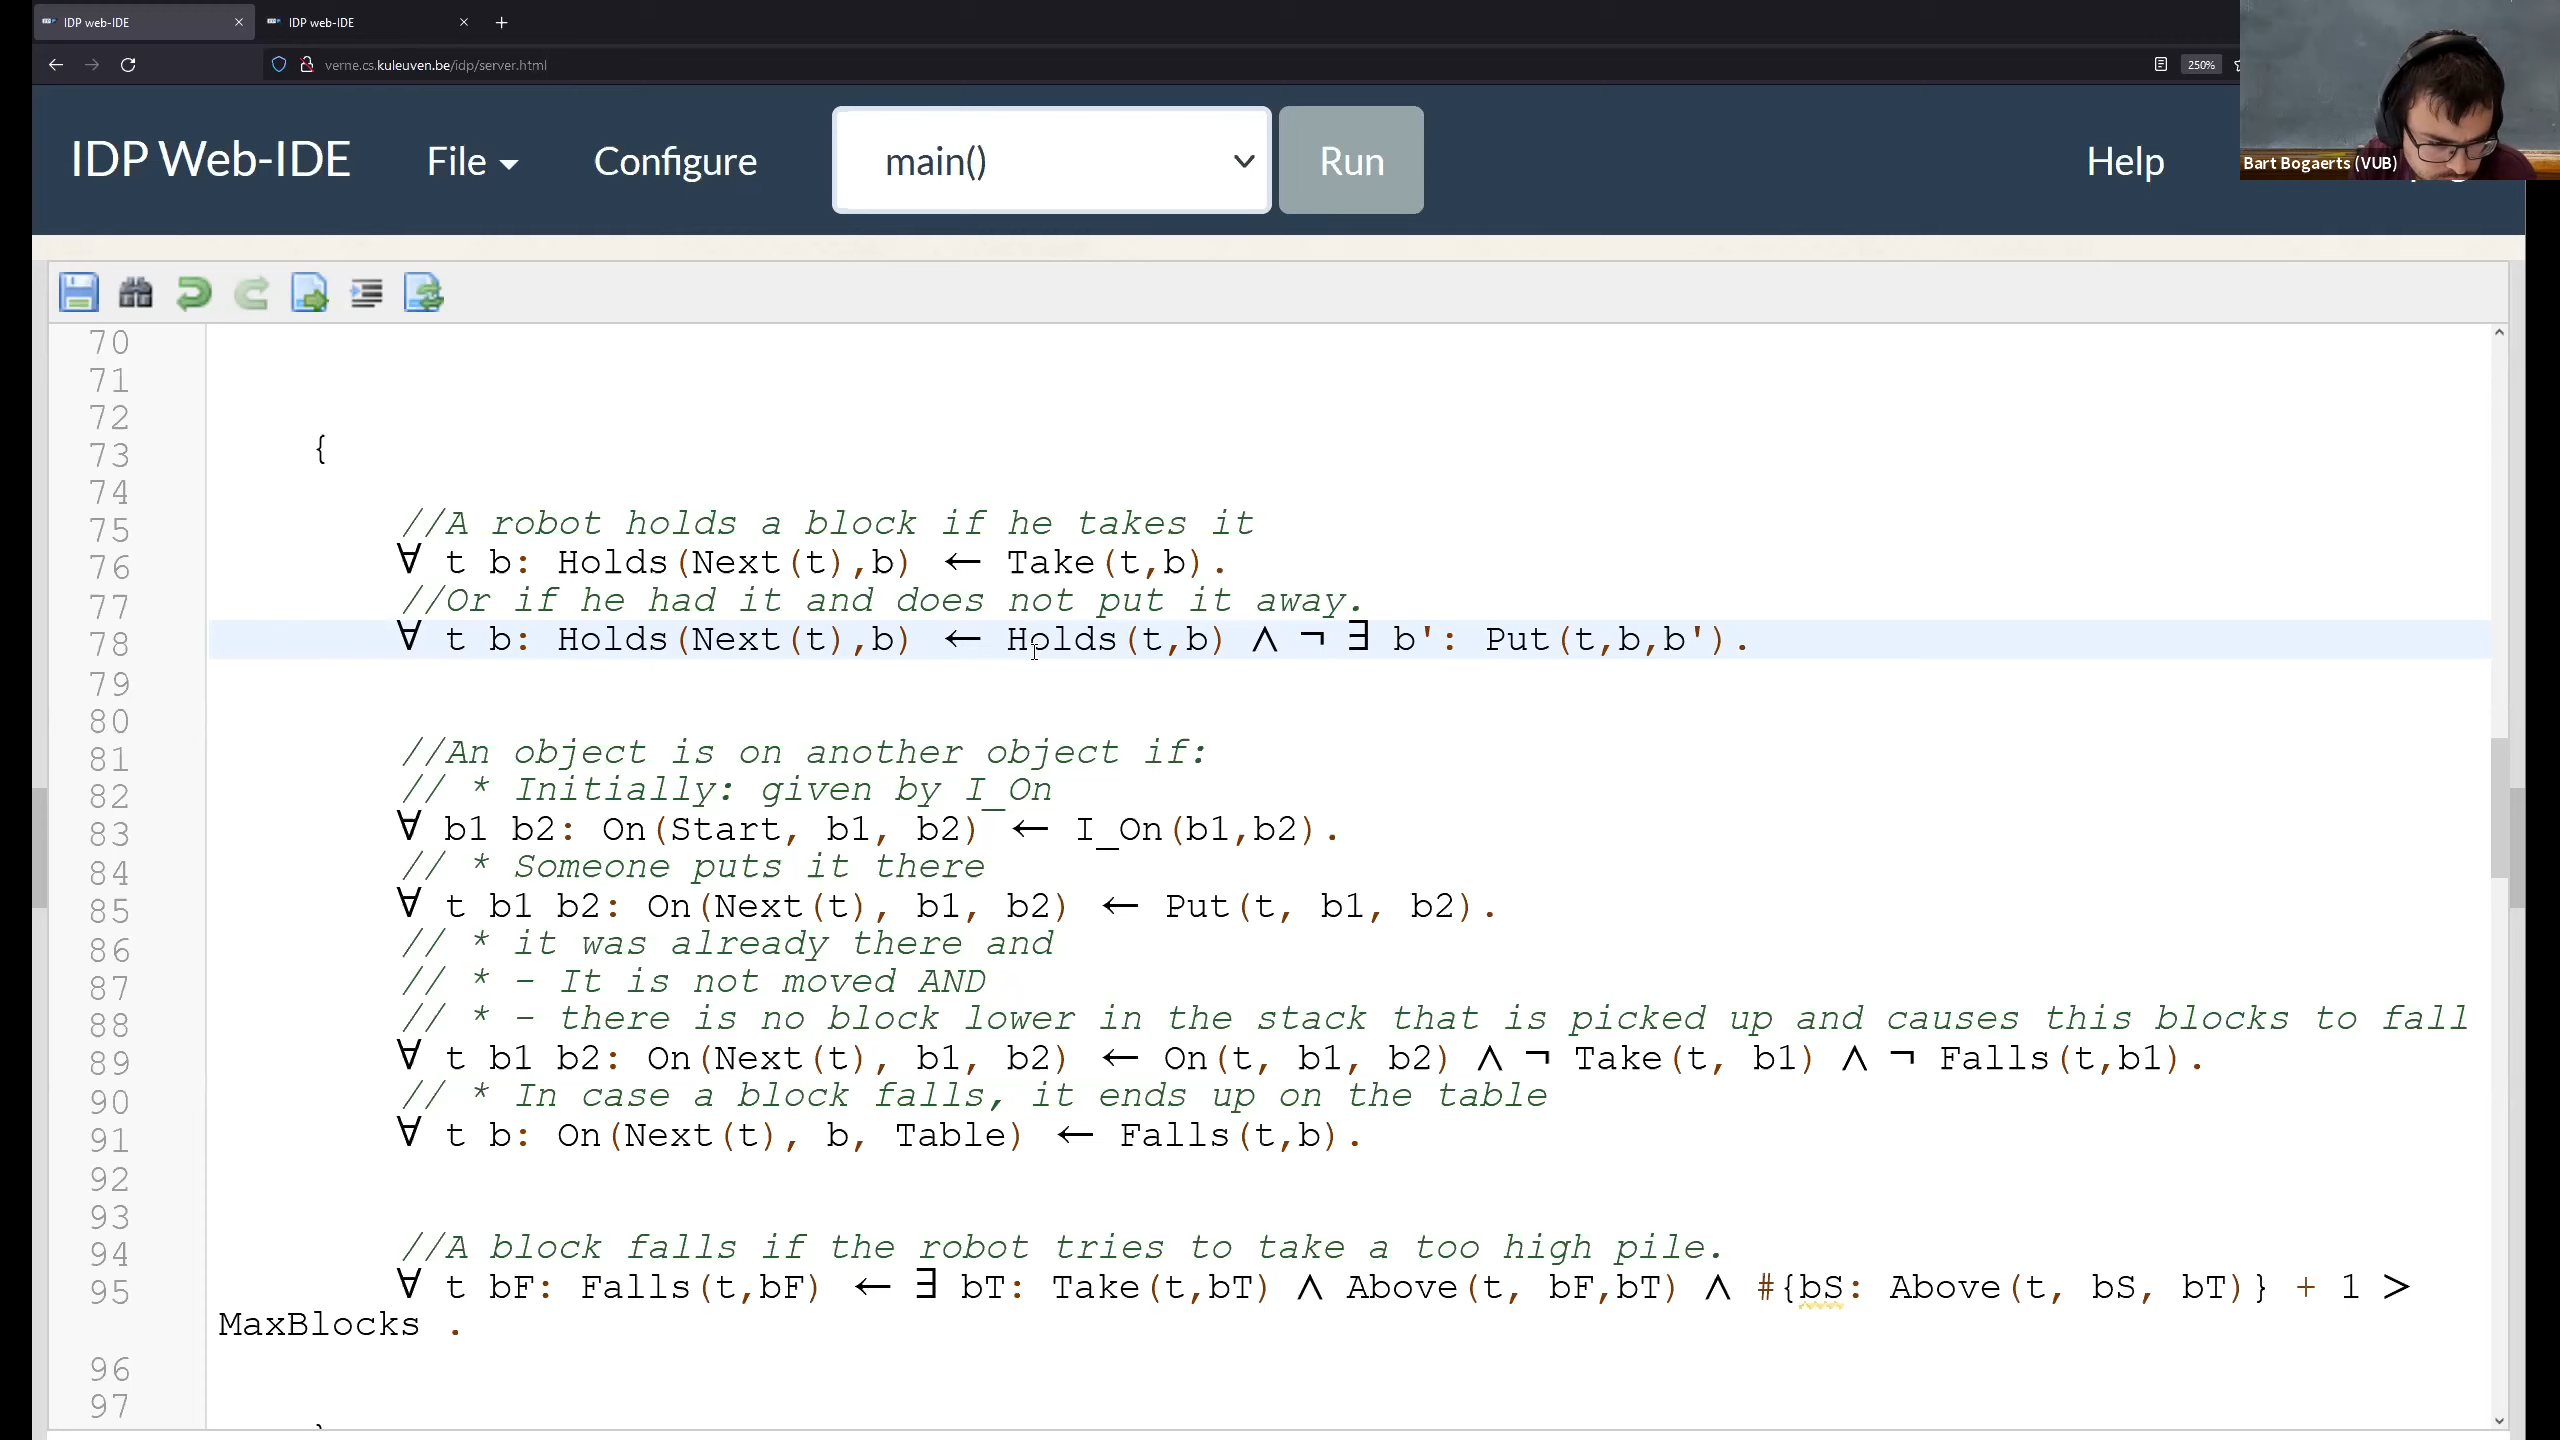 IDP web-IDE
IDP web-IDE
verne.cs.kuleuven.be/idp/server.html
250%
Bart Bogaerts (VUB)
IDP Web-IDE File Configure main() Run Help
70
71
72
73 {
74
75 //A robot holds a block if he takes it
76 ∀ t b: Holds(Next(t),b) ← Take(t,b).
77 //Or if he had it and does not put it away.
78 ∀ t b: Holds(Next(t),b) ← Holds(t,b) ∧ ¬ ∃ b': Put(t,b,b').
79
80
81 //An object is on another object if:
82 // * Initially: given by I_On
83 ∀ b1 b2: On(Start, b1, b2) ← I_On(b1,b2).
84 // * Someone puts it there
85 ∀ t b1 b2: On(Next(t), b1, b2) ← Put(t, b1, b2).
86 // * it was already there and
87 // * - It is not moved AND
88 // * - there is no block lower in the stack that is picked up and causes this blocks to fall
89 ∀ t b1 b2: On(Next(t), b1, b2) ← On(t, b1, b2) ∧ ¬ Take(t, b1) ∧ ¬ Falls(t,b1).
90 // * In case a block falls, it ends up on the table
91 ∀ t b: On(Next(t), b, Table) ← Falls(t,b).
92
93
94 //A block falls if the robot tries to take a too high pile.
95 ∀ t bF: Falls(t,bF) ← ∃ bT: Take(t,bT) ∧ Above(t, bF,bT) ∧ #{bS: Above(t, bS, bT)} + 1 >
MaxBlocks .
96
97